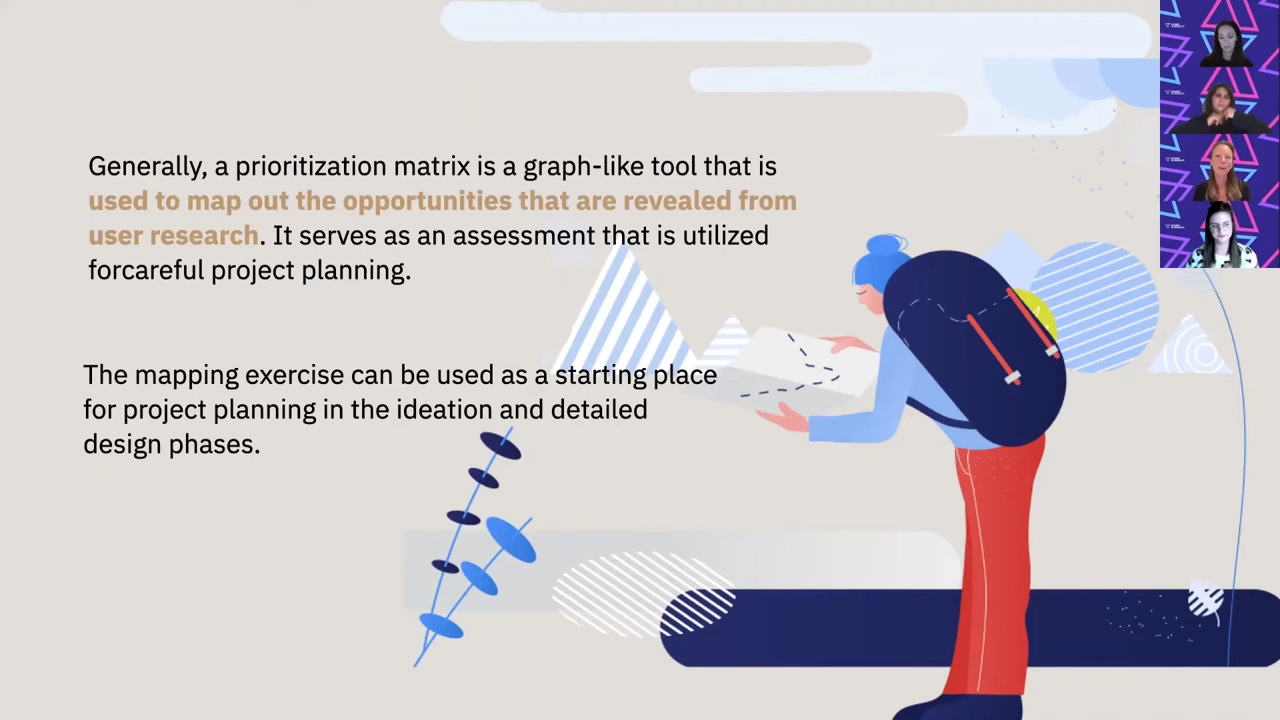 Generally, a prioritization matrix is a graph-like tool that is
used to map out the opportunities that are revealed from
user research. It serves as an assessment that is utilized
forcareful project planning.
The mapping exercise can be used as a starting place
for project planning in the ideation and detailed
design phases.